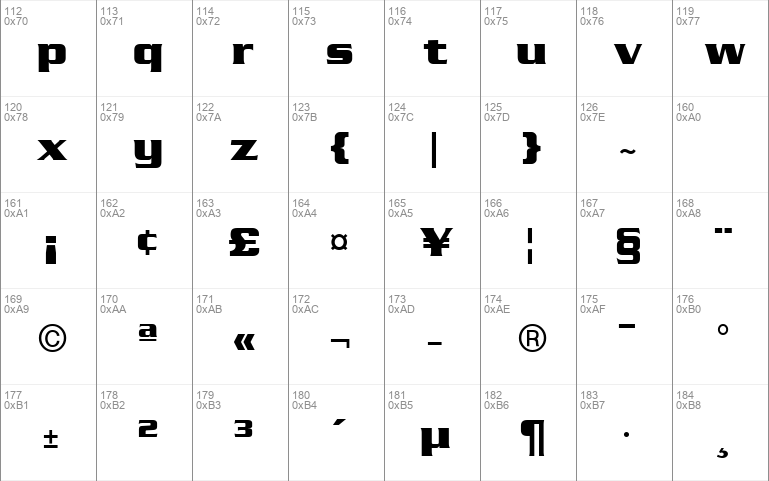 112 113 114 115 116 117 118 119
0x70 0x71 0x72 0x73 0x74 0x75 0x76 0x77
p q r s t u v w
120 121 122 123 124 125 126 160
0x78 0x79 0x7A 0x7B 0x7C 0x7D 0x7E 0xA0
x y z { | } ~
161 162 163 164 165 166 167 168
0xA1 0xA2 0xA3 0xA4 0xA5 0xA6 0xA7 0xA8
¡ ¢ £ ¤ ¥ ¦ § ¨
169 170 171 172 173 174 175 176
0xA9 0xAA 0xAB 0xAC 0xAD 0xAE 0xAF 0xB0
© ª « ¬ - ® ¯ °
177 178 179 180 181 182 183 184
0xB1 0xB2 0xB3 0xB4 0xB5 0xB6 0xB7 0xB8
± ² ³ ´ µ ¶ · ¸